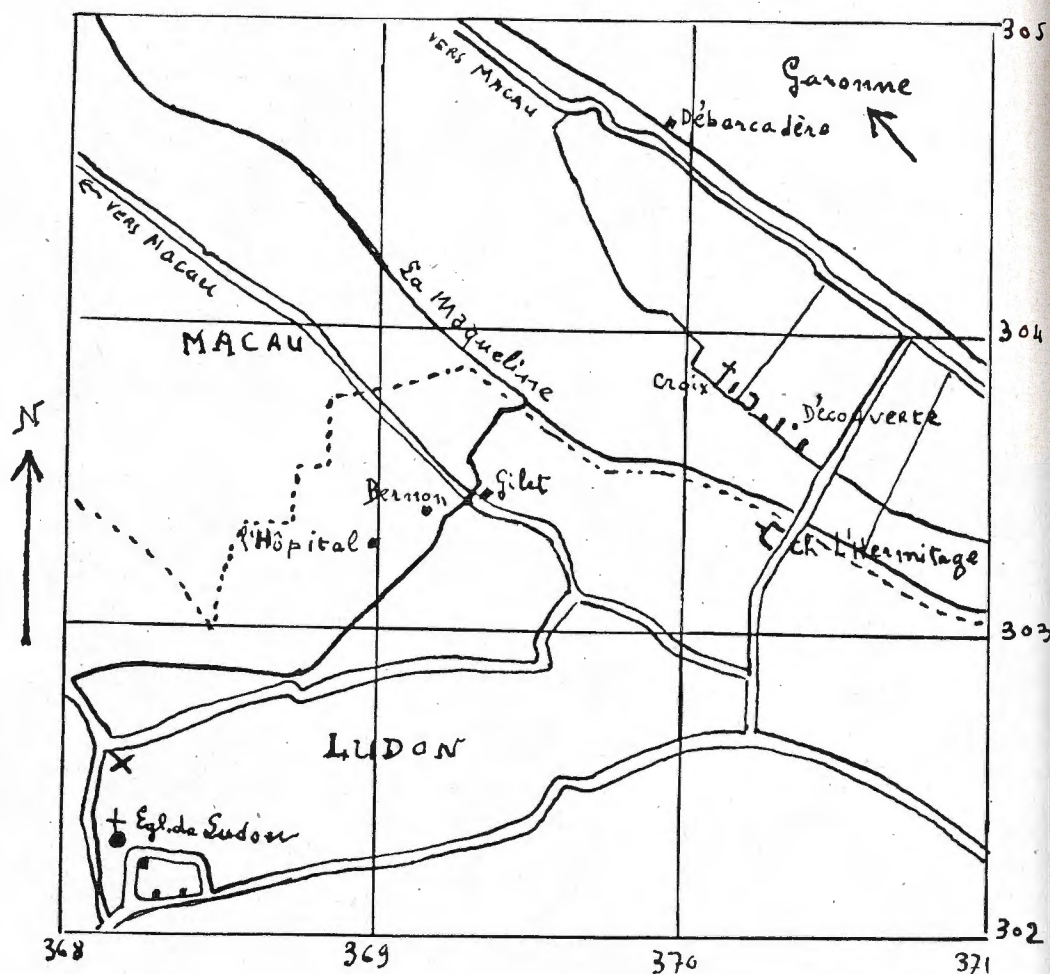 305
VERS MACAU
Garonne
Débarcadère
← VERS MACAU
La Maqueline
304
MACAU
Croix
Découverte
N
Bernon
Gilet
l'Hôpital
Ch. L'Hermitage
303
LUDON
Egl. de Ludon
302
368
369
370
371